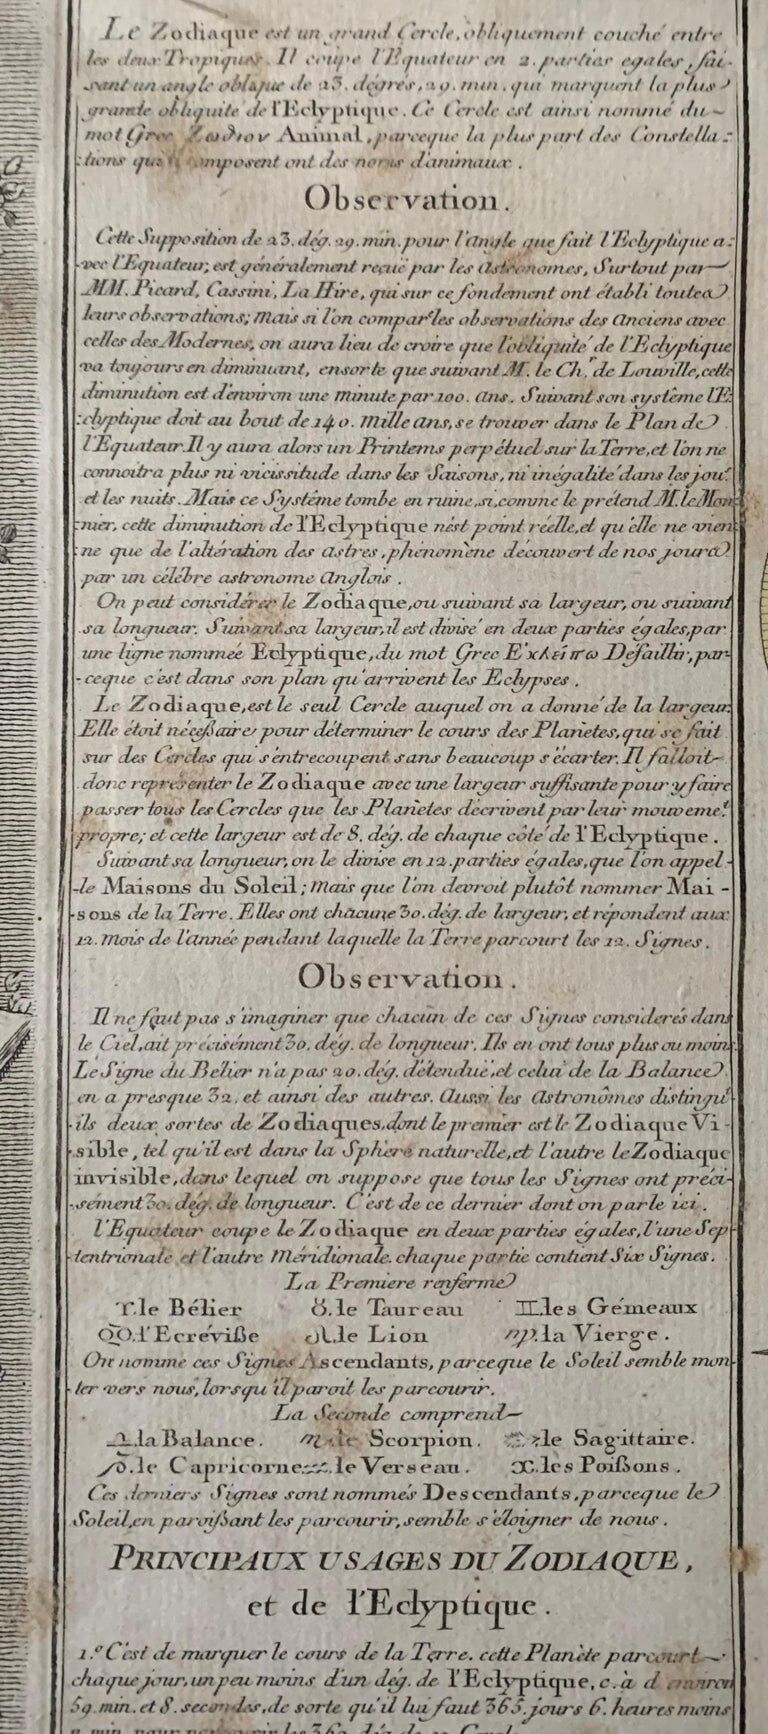 Le Zodiaque est un grand Cercle, obliquement couché entre
les deux Tropiques. Il coupe l'Equateur en 2. parties egales, fai-
-sant un angle oblique de 23. dégrés, 29. min. qui marquent la plus
grande obliquité de l'Eclyptique. Ce Cercle est ainsi nommé du
mot Grec Ζωδιον Animal, parceque la plus part des Constella:
:tions qui composent ont des noms d'animaux.
Observation.
Cette Supposition de 23. dég. 29. min. pour l'angle que fait l'Eclyptique a-
-vec l'Equateur, est généralement reçuë par les astronomes, Surtout par
MM. Picard, Cassini, La Hire, qui sur ce fondement ont établi toutes
leurs observations; mais si l'on compare les observations des anciens avec
celles des Modernes, on aura lieu de croire que l'obliquité de l'Eclyptique
va toujours en diminuant, ensorte que suivant M. le Ch.r de Louville, cette
diminution est d'environ une minute par 100. ans. Suivant son systême l'E-
:clyptique doit au bout de 140. mille ans, se trouver dans le Plan de
l'Equateur. Il y aura alors un Printems perpétuel sur la Terre, et l'on ne
connoitra plus ni vicissitude dans les Saisons, ni inégalité dans les jours
et les nuits. Mais ce Systême tombe en ruine, si, comme le prétend M. le Mon
:nier, cette diminution de l'Eclyptique n'est point réelle, et qu'elle ne vien
:ne que de l'altération des astres, phénomène découvert de nos jours
par un célébre astronome anglois.
On peut considérer le Zodiaque, ou suivant sa largeur, ou suivant
sa longueur. Suivant sa largeur, il est divisé en deux parties égales, par
une ligne nommeé Eclyptique, du mot Grec Ε'κλείπω Défaillir, par-
-ceque c'est dans son plan qu'arrivent les Eclypses.
Le Zodiaque, est le seul Cercle auquel on a donné de la largeur.
Elle étoit nécessaire pour déterminer le cours des Planètes, qui se fait
sur des Cercles qui s'entrecoupent sans beaucoup s'écarter. Il falloit
donc representer le Zodiaque avec une largeur suffisante pour y faire
passer tous les Cercles que les Planètes décrivent par leur mouveme.t
propre; et cette largeur est de 8. dég. de chaque côté de l'Eclyptique.
Suivant sa longueur, on le divise en 12. parties égales, que l'on appel-
-le Maisons du Soleil; mais que l'on devroit plutôt nommer Mai-
-sons de la Terre. Elles ont chacune 30. dég. de largeur, et répondent aux
12. mois de l'année pendant laquelle la Terre parcourt les 12. Signes.
Observation.
Il ne faut pas s'imaginer que chacun de ces Signes considerés dans
le Ciel, ait précisément 30. dég. de longueur. Ils en ont tous plus ou moins.
Le Signe du Belier n'a pas 20. dég. d'étenduë, et celui de la Balance
en a presque 32. et ainsi des autres. aussi les astronômes distingu'
-ils deux sortes de Zodiaques, dont le premier est le Zodiaque Vi-
-sible, tel qu'il est dans la Sphere naturelle, et l'autre le Zodiaque
invisible, dans lequel on suppose que tous les Signes ont préci-
-sément 30. dég. de longueur. C'est de ce dernier dont on parle ici.
l'Equateur coupe le Zodiaque en deux parties égales, l'une Sep-
-tentrionale et l'autre Méridionale. chaque partie contient Six Signes.
La Premiere renferme
♈. le Bélier ♉. le Taureau ♊. les Gémeaux
♋. l'Ecrévisse ♌. le Lion ♍. la Vierge.
On nomme ces Signes Ascendants, parceque le Soleil semble mon-
-ter vers nous, lorsqu'il paroit les parcourir.
La Seconde comprend
♎. la Balance. ♏. le Scorpion. ♐. le Sagittaire.
♑. le Capricorne ♒. le Verseau. ♓. les Poissons.
Ces derniers Signes sont nommés Descendants, parceque le
Soleil, en paroissant les parcourir, semble s'éloigner de nous.
PRINCIPAUX USAGES DU ZODIAQUE,
et de l'Eclyptique.
1.º C'est de marquer le cours de la Terre. cette Planète parcourt
chaque jour, un peu moins d'un dég. de l'Eclyptique, c. à d. environ
59. min. et 8. secondes, de sorte qu'il lui faut 365. jours 6. heures moins